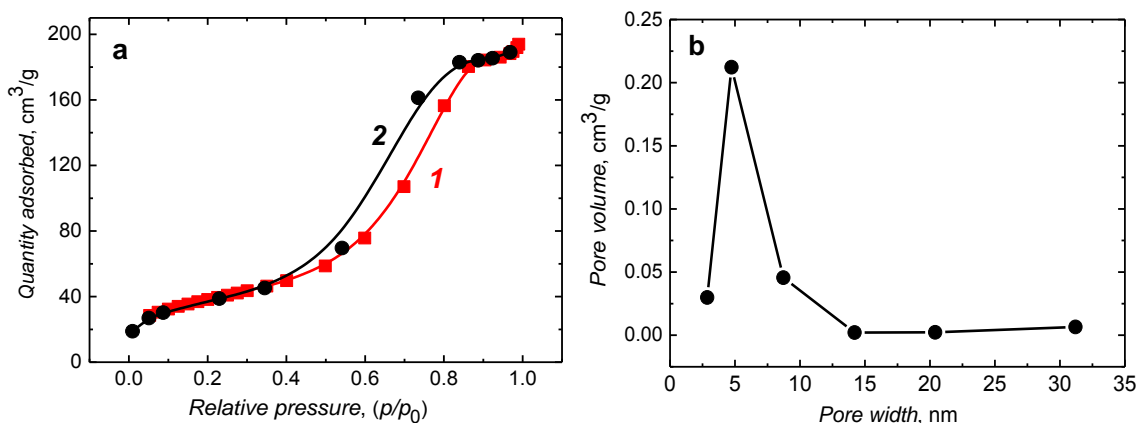 a
200
160
120
80
40
0
Quantity adsorbed, cm³/g
2
1
0.0 0.2 0.4 0.6 0.8 1.0
Relative pressure, (p/p₀)
b
0.25
0.20
0.15
0.10
0.05
0.00
Pore volume, cm³/g
0 5 10 15 20 25 30 35
Pore width, nm